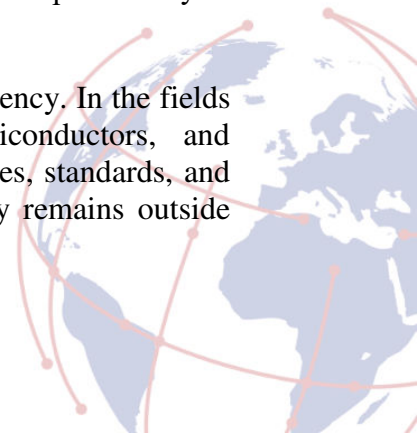 ency. In the fields
iconductors, and
es, standards, and
y remains outside